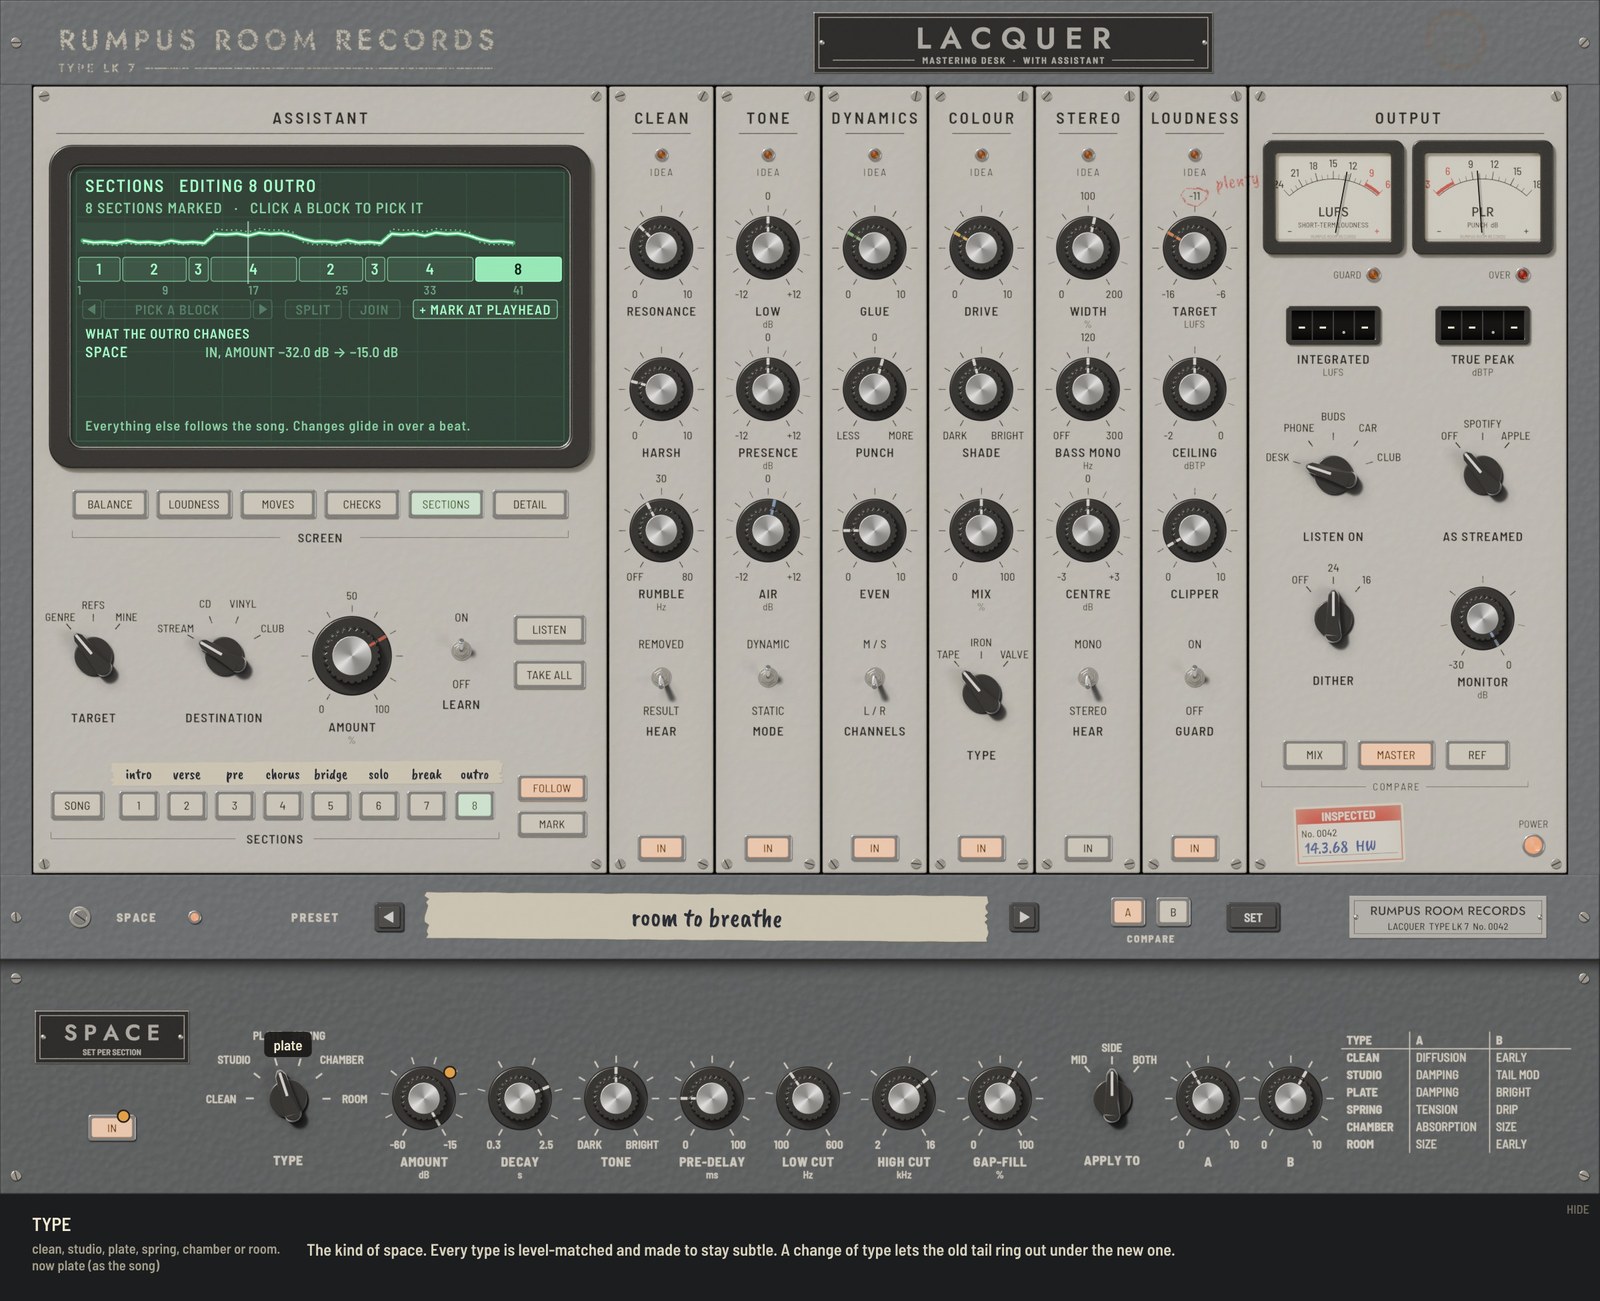 RUMPUS ROOM RECORDS
TYPE LK 7
LACQUER
MASTERING DESK · WITH ASSISTANT
ASSISTANT
SECTIONS EDITING 8 OUTRO
8 SECTIONS MARKED · CLICK A BLOCK TO PICK IT
1 2 3 4 2 3 4 8
1 9 17 25 33 41
PICK A BLOCK SPLIT JOIN + MARK AT PLAYHEAD
WHAT THE OUTRO CHANGES
SPACE IN, AMOUNT −32.0 dB → −15.0 dB
Everything else follows the song. Changes glide in over a beat.
BALANCE LOUDNESS MOVES CHECKS SECTIONS DETAIL
SCREEN
GENRE REFS MINE
TARGET
STREAM CD VINYL CLUB
DESTINATION
50
0 100
AMOUNT
%
ON
OFF
LEARN
LISTEN
TAKE ALL
intro verse pre chorus bridge solo break outro
SONG 1 2 3 4 5 6 7 8
SECTIONS
FOLLOW
MARK
CLEAN
IDEA
0 10
RESONANCE
0 10
HARSH
30
OFF 80
RUMBLE
Hz
REMOVED
RESULT
HEAR
IN
TONE
IDEA
0
-12 +12
LOW
dB
0
-12 +12
PRESENCE
dB
0
-12 +12
AIR
dB
DYNAMIC
STATIC
MODE
IN
DYNAMICS
IDEA
0 10
GLUE
0
LESS MORE
PUNCH
0 10
EVEN
M / S
L / R
CHANNELS
IN
COLOUR
IDEA
0 10
DRIVE
DARK BRIGHT
SHADE
0 100
MIX
%
TAPE IRON VALVE
TYPE
IN
STEREO
IDEA
100
0 200
WIDTH
%
120
OFF 300
BASS MONO
Hz
0
-3 +3
CENTRE
dB
MONO
STEREO
HEAR
IN
LOUDNESS
IDEA
-11 plenty
-16 -6
TARGET
LUFS
-2 0
CEILING
dBTP
0 10
CLIPPER
ON
OFF
GUARD
IN
OUTPUT
24 21 18 15 12 9 6
LUFS
SHORT-TERM LOUDNESS
- +
3 6 9 12 15 18
PLR
PUNCH dB
- +
GUARD
OVER
- - . -
INTEGRATED
LUFS
- - . -
TRUE PEAK
dBTP
DESK PHONE BUDS CAR CLUB
LISTEN ON
OFF SPOTIFY APPLE
AS STREAMED
OFF 24 16
DITHER
-30 0
MONITOR
dB
MIX MASTER REF
COMPARE
INSPECTED
No. 0042
14.3.68 HW
POWER
SPACE
PRESET
room to breathe
A B
COMPARE
SET
RUMPUS ROOM RECORDS
LACQUER TYPE LK 7 No. 0042
SPACE
SET PER SECTION
IN
plate
CLEAN STUDIO CHAMBER ROOM
TYPE
-60 -15
AMOUNT
dB
0.3 2.5
DECAY
s
DARK BRIGHT
TONE
0 100
PRE-DELAY
ms
100 600
LOW CUT
Hz
2 16
HIGH CUT
kHz
0 100
GAP-FILL
%
MID SIDE BOTH
APPLY TO
0 10
A
0 10
B
TYPE A B
CLEAN DIFFUSION EARLY
STUDIO DAMPING TAIL MOD
PLATE DAMPING BRIGHT
SPRING TENSION DRIP
CHAMBER ABSORPTION SIZE
ROOM SIZE EARLY
HIDE
TYPE
clean, studio, plate, spring, chamber or room.
now plate (as the song)
The kind of space. Every type is level-matched and made to stay subtle. A change of type lets the old tail ring out under the new one.